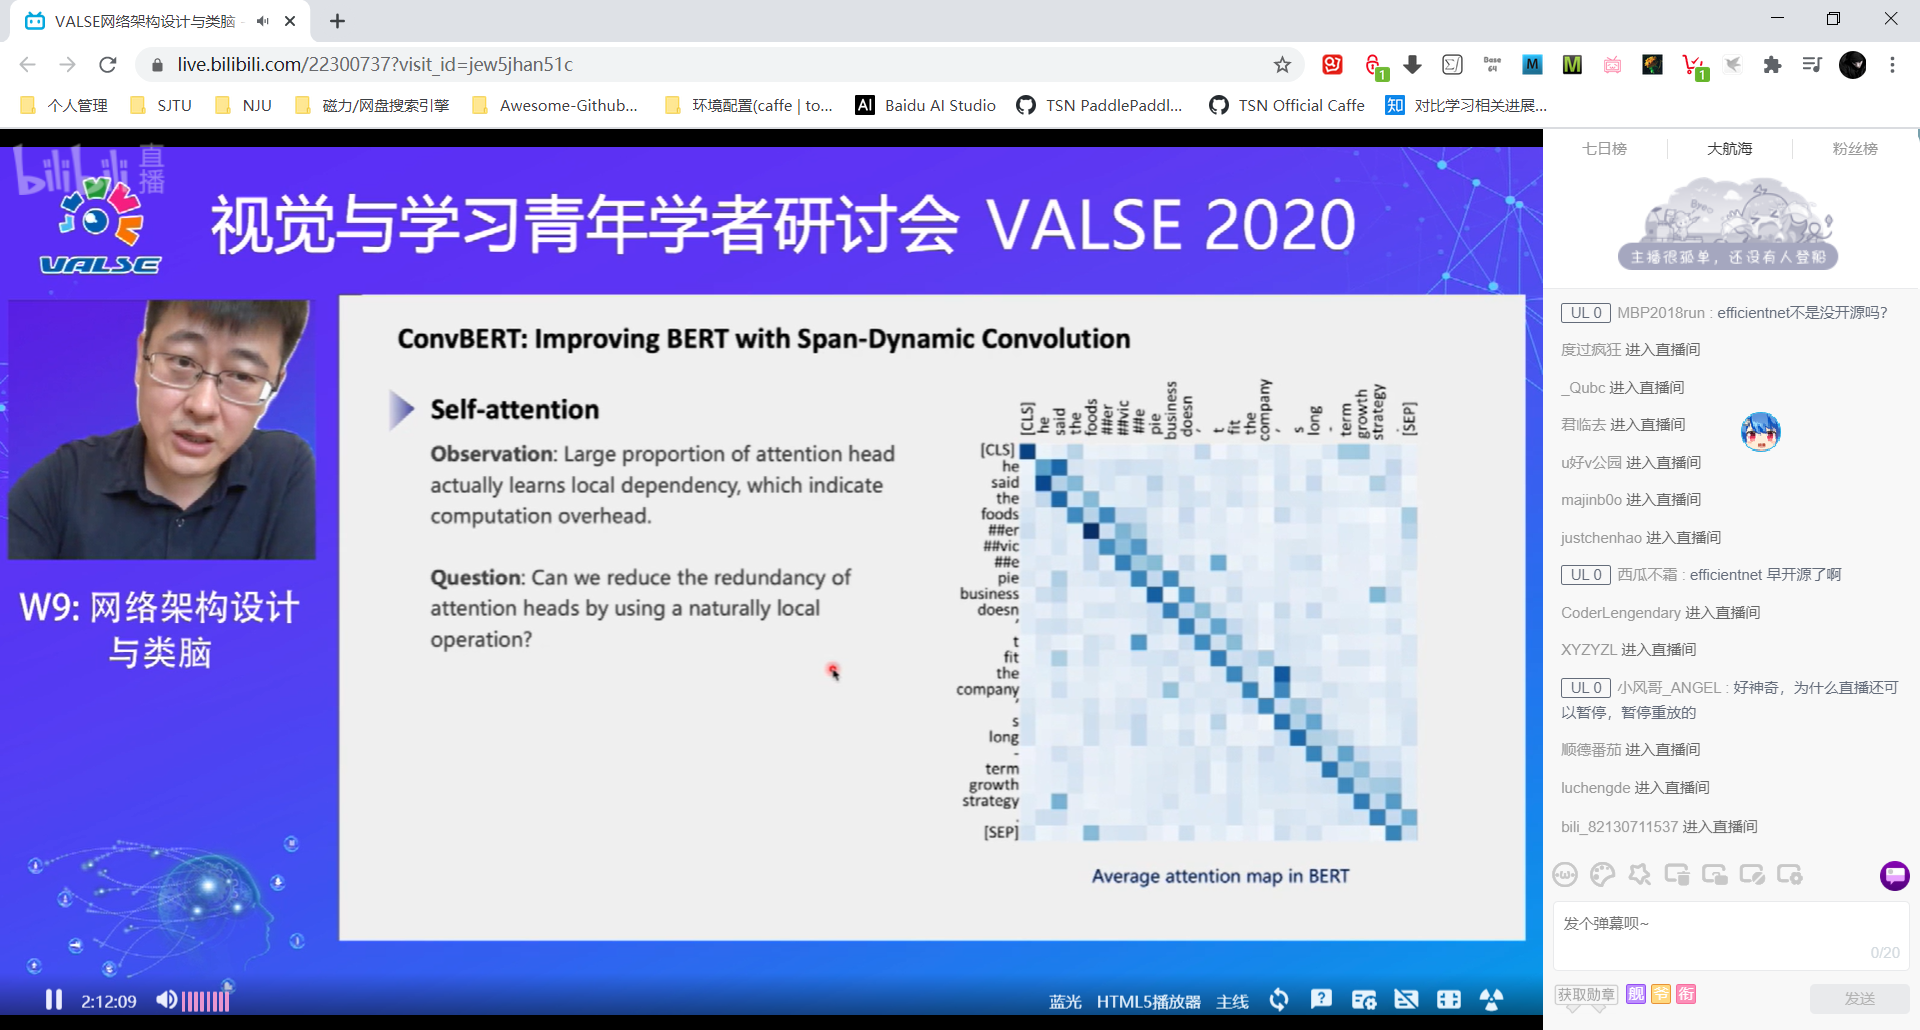 VALSE网络架构设计与类脑
live.bilibili.com/22300737?visit_id=jew5jhan51c
个人管理
SJTU
NJU
磁力/网盘搜索引擎
Awesome-Github...
环境配置(caffe | to...
AI Baidu AI Studio
TSN PaddlePaddl...
TSN Official Caffe
知 对比学习相关进展...
bilibili 直播
VALSE
视觉与学习青年学者研讨会 VALSE 2020
W9: 网络架构设计
与类脑
ConvBERT: Improving BERT with Span-Dynamic Convolution
Self-attention
Observation: Large proportion of attention head
actually learns local dependency, which indicate
computation overhead.
Question: Can we reduce the redundancy of
attention heads by using a naturally local
operation?
[CLS] he said the foods ##er ##vic ##e pie business doesn ' t fit the company ' s long - term growth strategy . [SEP]
[CLS]
he
said
the
foods
##er
##vic
##e
pie
business
doesn
'
t
fit
the
company
'
s
long
-
term
growth
strategy
.
[SEP]
Average attention map in BERT
2:12:09
蓝光 HTML5播放器 主线
七日榜 大航海 粉丝榜
主播很孤单，还没有人登船
UL 0 MBP2018run : efficientnet不是没开源吗?
度过疯狂 进入直播间
_Qubc 进入直播间
君临去 进入直播间
u好v公园 进入直播间
majinb0o 进入直播间
justchenhao 进入直播间
UL 0 西瓜不霜 : efficientnet 早开源了啊
CoderLengendary 进入直播间
XYZYZL 进入直播间
UL 0 小风哥_ANGEL : 好神奇，为什么直播还可
以暂停，暂停重放的
顺德番茄 进入直播间
luchengde 进入直播间
bili_82130711537 进入直播间
发个弹幕呗~
0/20
获取勋章 舰 爷 衔
发送